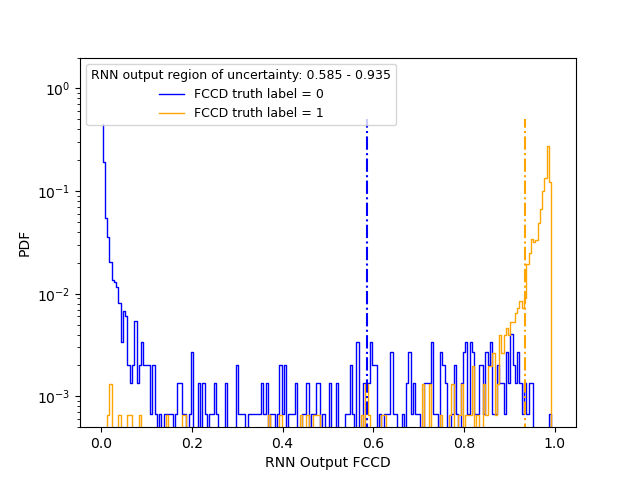 RNN output region of uncertainty: 0.585 - 0.935
FCCD truth label = 0
FCCD truth label = 1
10⁰
10⁻¹
10⁻²
10⁻³
PDF
0.0 0.2 0.4 0.6 0.8 1.0
RNN Output FCCD